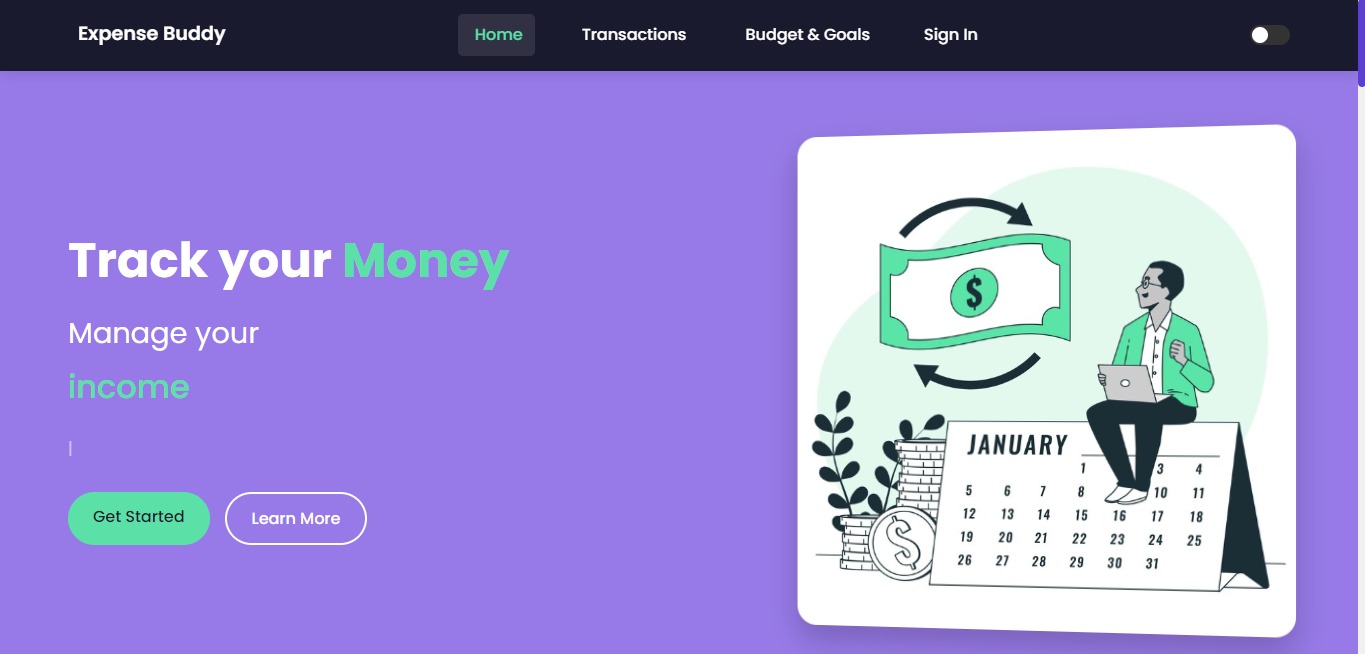 Expense Buddy
Home
Transactions
Budget & Goals
Sign In
Track your Money
Manage your
income
|
Get Started
Learn More
$
JANUARY
1 3 4
5 6 7 8 10 11
12 13 14 15 16 17 18
19 20 21 22 23 24 25
26 27 28 29 30 31
$